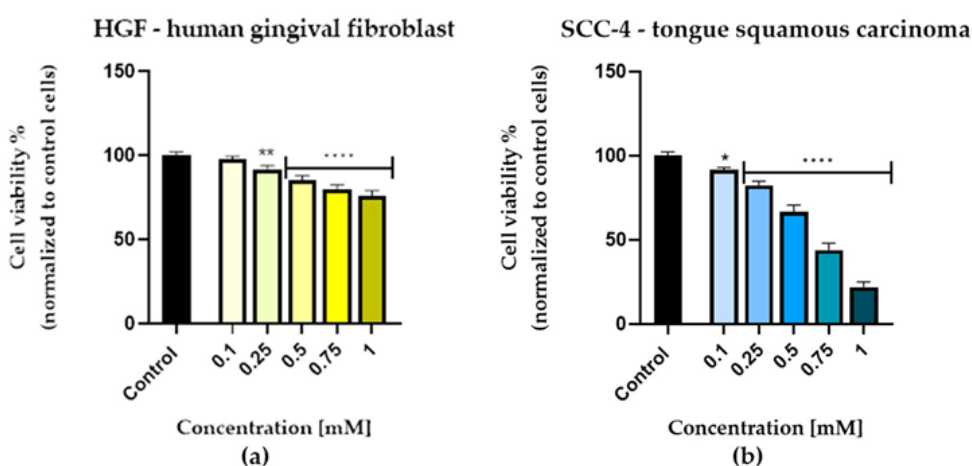 HGF - human gingival fibroblast
Cell viability %
(normalized to control cells)
150
100
50
0
**
****
Control
0.1
0.25
0.5
0.75
1
Concentration [mM]
(a)
SCC-4 - tongue squamous carcinoma
Cell viability %
(normalized to control cells)
150
100
50
0
*
****
Control
0.1
0.25
0.5
0.75
1
Concentration [mM]
(b)